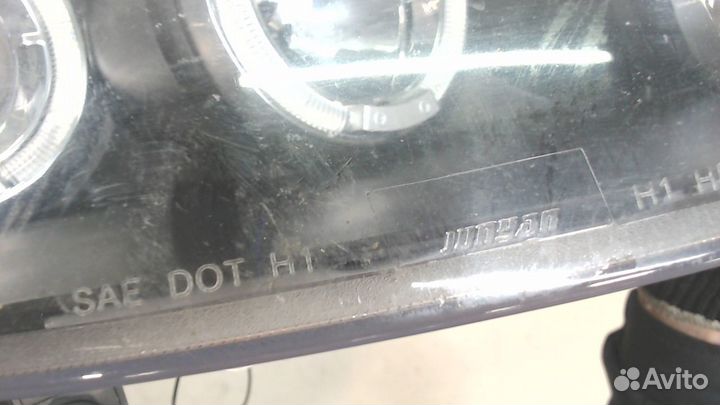 SAE DOT H1
JUNYAN
H1
Avito